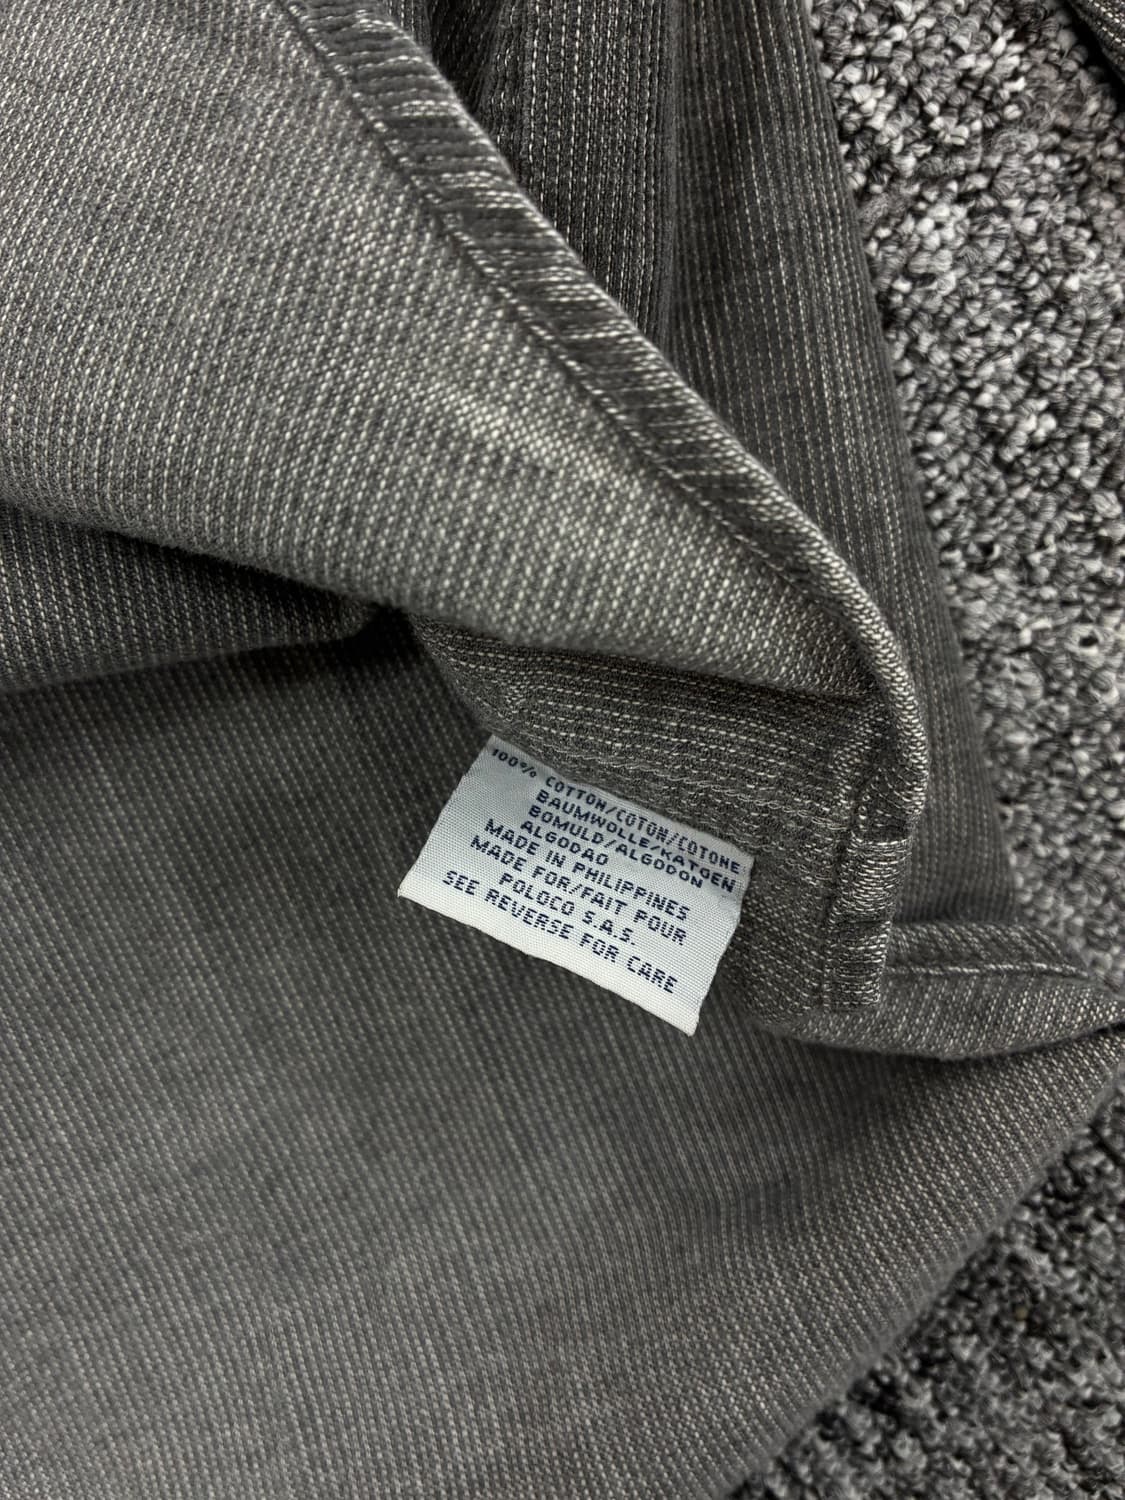 100% COTTON/COTON/COTONE
BAUMWOLLE/KATOEN
BOMULD/ALGODON
ALGODAO
MADE IN PHILIPPINES
MADE FOR/FAIT POUR
POLOCO S.A.S.
SEE REVERSE FOR CARE